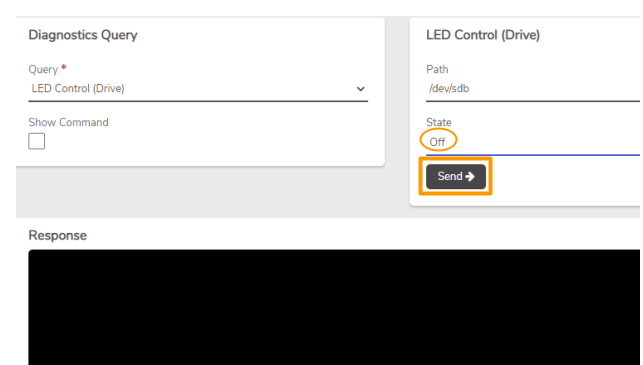 Diagnostics Query
Query *
LED Control (Drive)
Show Command
LED Control (Drive)
Path
/dev/sdb
State
Off
Send →
Response